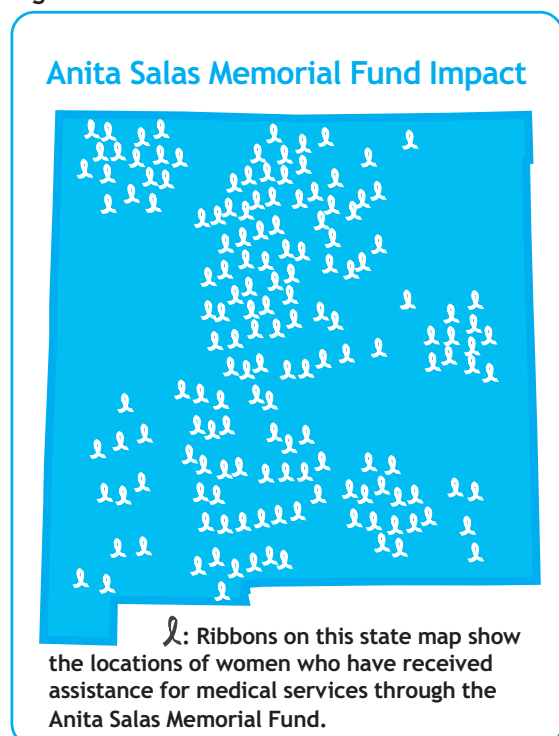 Anita Salas Memorial Fund Impact
: Ribbons on this state map show
the locations of women who have received
assistance for medical services through the
Anita Salas Memorial Fund.